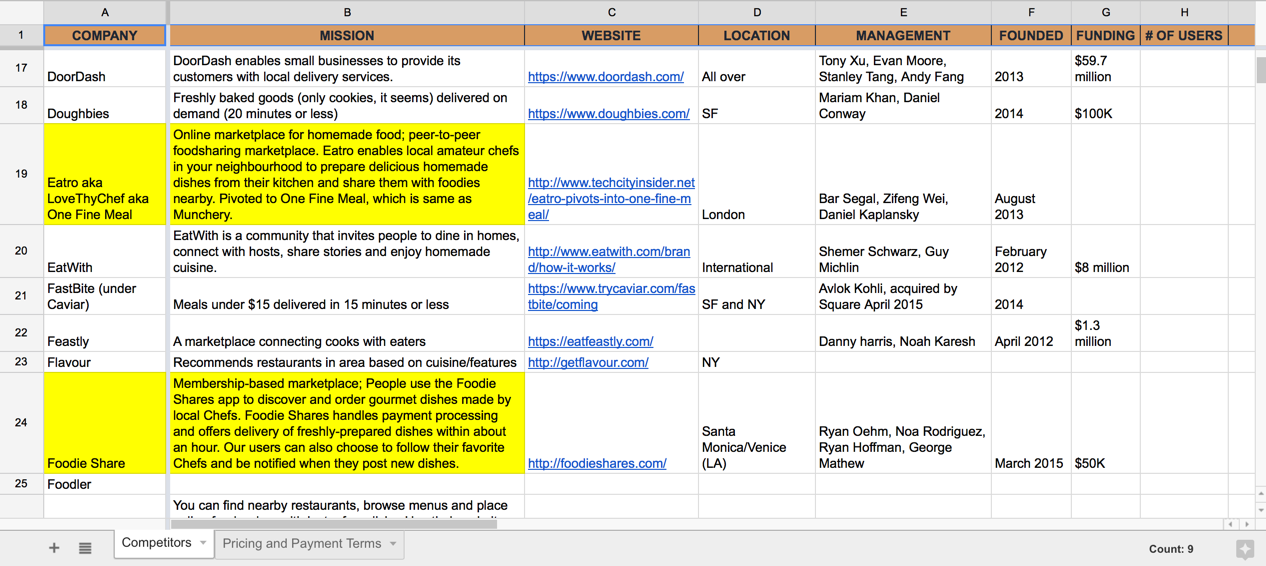 A B C D E F G H
1 COMPANY MISSION WEBSITE LOCATION MANAGEMENT FOUNDED FUNDING # OF USERS
17
DoorDash
DoorDash enables small businesses to provide its
customers with local delivery services.
https://www.doordash.com/
All over
Tony Xu, Evan Moore,
Stanley Tang, Andy Fang
2013
$59.7
million
18
Doughbies
Freshly baked goods (only cookies, it seems) delivered on
demand (20 minutes or less)
https://www.doughbies.com/
SF
Mariam Khan, Daniel
Conway
2014
$100K
19
Eatro aka
LoveThyChef aka
One Fine Meal
Online marketplace for homemade food; peer-to-peer
foodsharing marketplace. Eatro enables local amateur chefs
in your neighbourhood to prepare delicious homemade
dishes from their kitchen and share them with foodies
nearby. Pivoted to One Fine Meal, which is same as
Munchery.
http://www.techcityinsider.net
/eatro-pivots-into-one-fine-m
eal/
London
Bar Segal, Zifeng Wei,
Daniel Kaplansky
August
2013
20
EatWith
EatWith is a community that invites people to dine in homes,
connect with hosts, share stories and enjoy homemade
cuisine.
http://www.eatwith.com/bran
d/how-it-works/
International
Shemer Schwarz, Guy
Michlin
February
2012
$8 million
21
FastBite (under
Caviar)
Meals under $15 delivered in 15 minutes or less
https://www.trycaviar.com/fas
tbite/coming
SF and NY
Avlok Kohli, acquired by
Square April 2015
2014
22
Feastly
A marketplace connecting cooks with eaters
https://eatfeastly.com/
Danny harris, Noah Karesh
April 2012
$1.3
million
23
Flavour
Recommends restaurants in area based on cuisine/features
http://getflavour.com/
NY
24
Foodie Share
Membership-based marketplace; People use the Foodie
Shares app to discover and order gourmet dishes made by
local Chefs. Foodie Shares handles payment processing
and offers delivery of freshly-prepared dishes within about
an hour. Our users can also choose to follow their favorite
Chefs and be notified when they post new dishes.
http://foodieshares.com/
Santa
Monica/Venice
(LA)
Ryan Oehm, Noa Rodriguez,
Ryan Hoffman, George
Mathew
March 2015
$50K
25
Foodler
You can find nearby restaurants, browse menus and place
Competitors
Pricing and Payment Terms
Count: 9